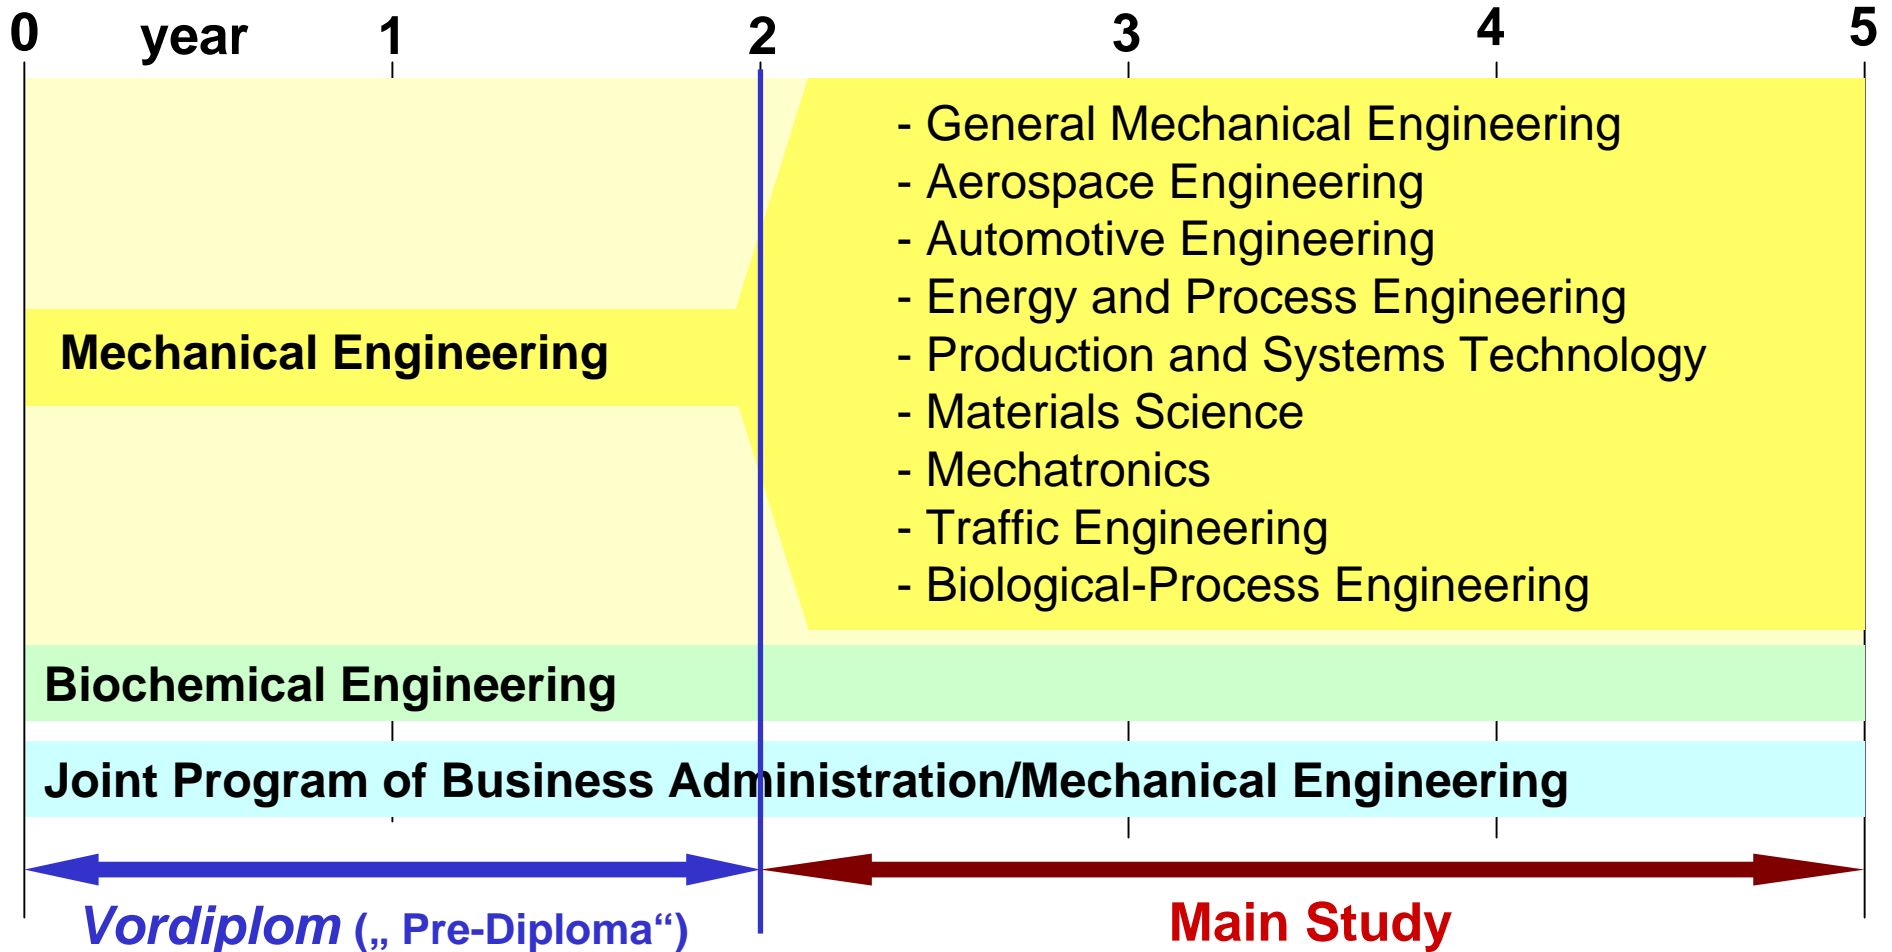 0 year 1 2 3 4 5
- General Mechanical Engineering
- Aerospace Engineering
- Automotive Engineering
- Energy and Process Engineering
Mechanical Engineering
- Production and Systems Technology
- Materials Science
- Mechatronics
- Traffic Engineering
- Biological-Process Engineering
Biochemical Engineering
Joint Program of Business Administration/Mechanical Engineering
Vordiplom („ Pre-Diploma“)
Main Study